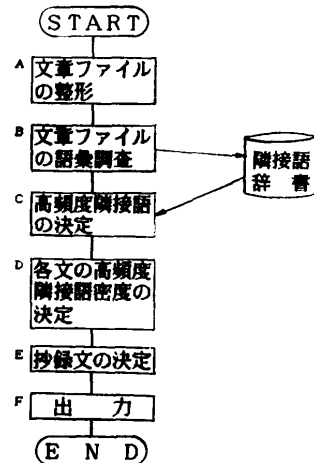 START
A 文章ファイル
の整形
B 文章ファイル
の語彙調査
隣接語
辞書
C 高頻度隣接語
の決定
D 各文の高頻度
隣接語密度の
決定
E 抄録文の決定
F 出力
END